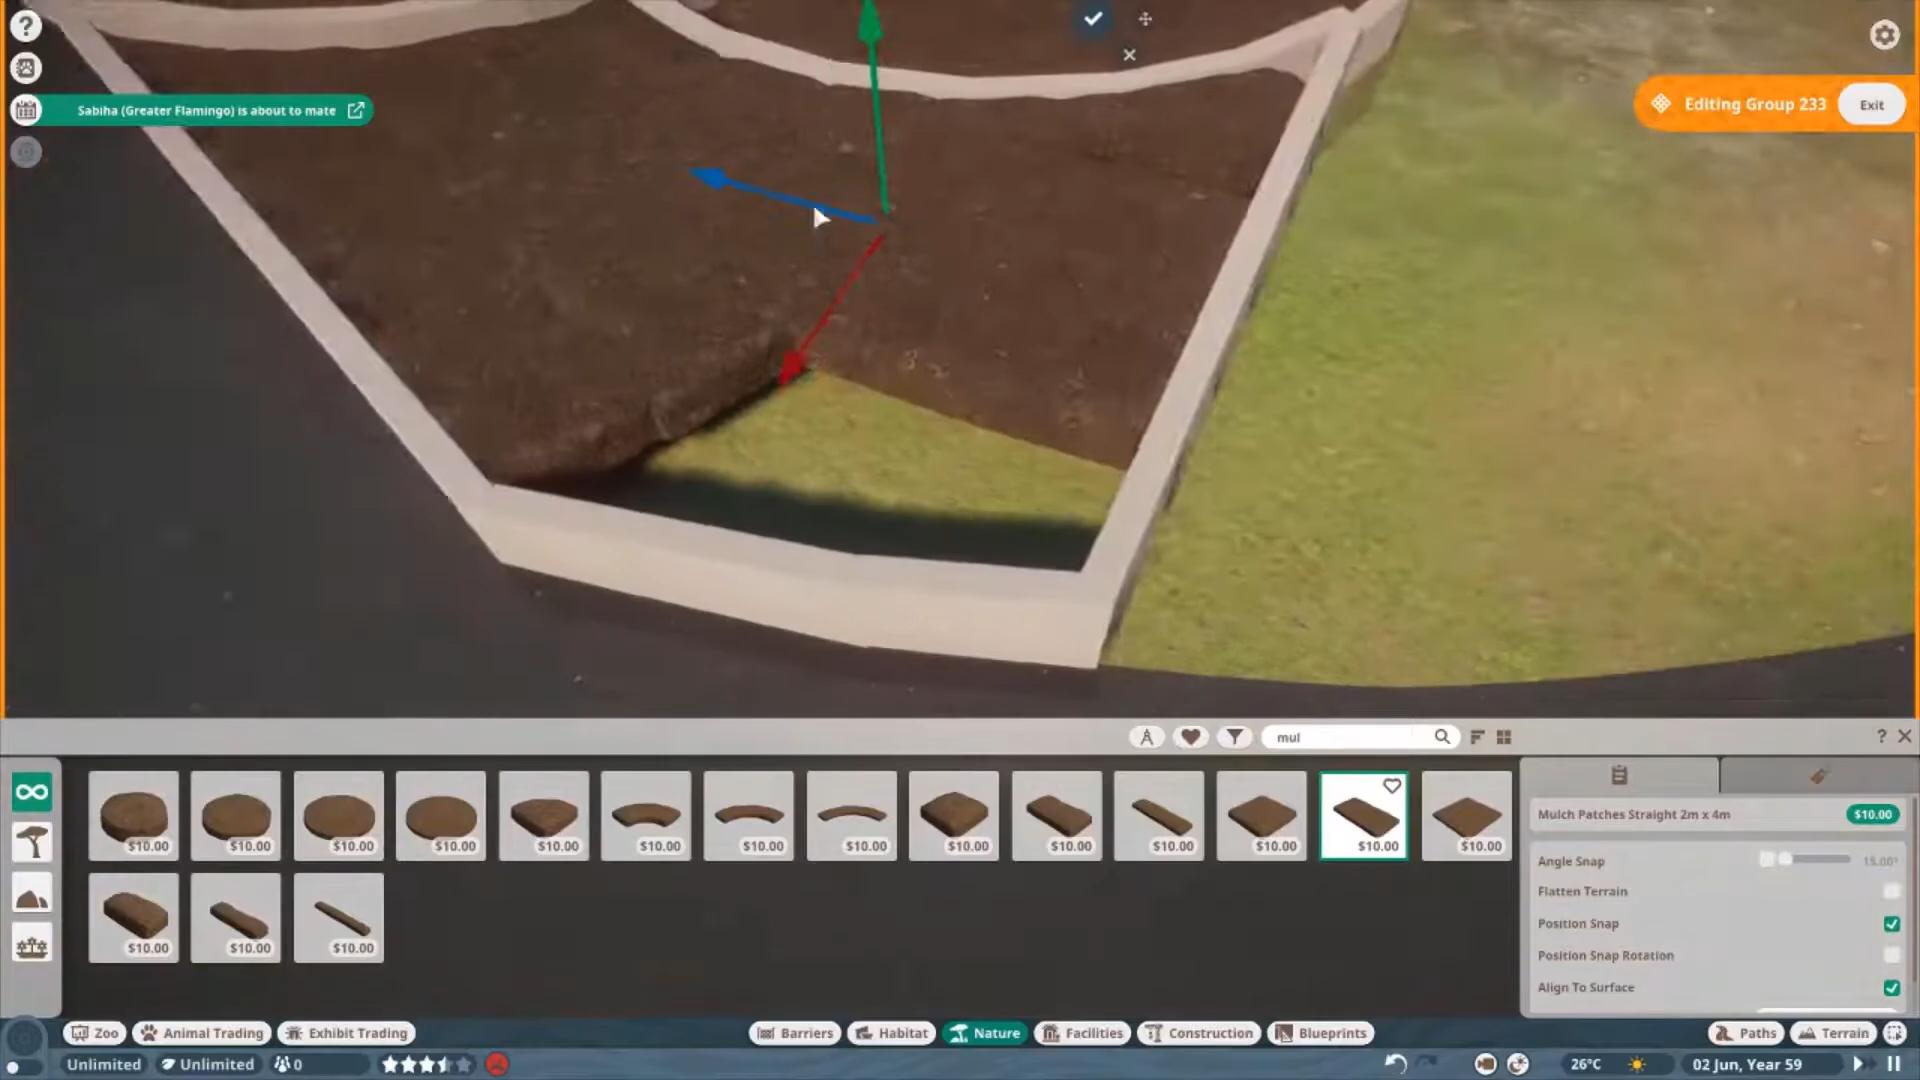 ?
Sabiha (Greater Flamingo) is about to mate
Editing Group 233
Exit
mul
?
$10.00 $10.00 $10.00 $10.00 $10.00 $10.00 $10.00 $10.00 $10.00 $10.00 $10.00 $10.00 $10.00 $10.00
$10.00 $10.00 $10.00
Mulch Patches Straight 2m x 4m $10.00
Angle Snap 15.00°
Flatten Terrain
Position Snap
Position Snap Rotation
Align To Surface
Zoo Animal Trading Exhibit Trading Barriers Habitat Nature Facilities Construction Blueprints Paths Terrain
Unlimited Unlimited 0 26°C 02 Jun, Year 59